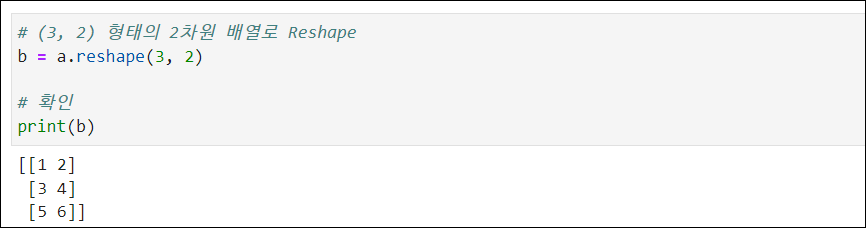 # (3, 2) 형태의 2차원 배열로 Reshape
b = a.reshape(3, 2)
# 확인
print(b)
[[1 2]
 [3 4]
 [5 6]]